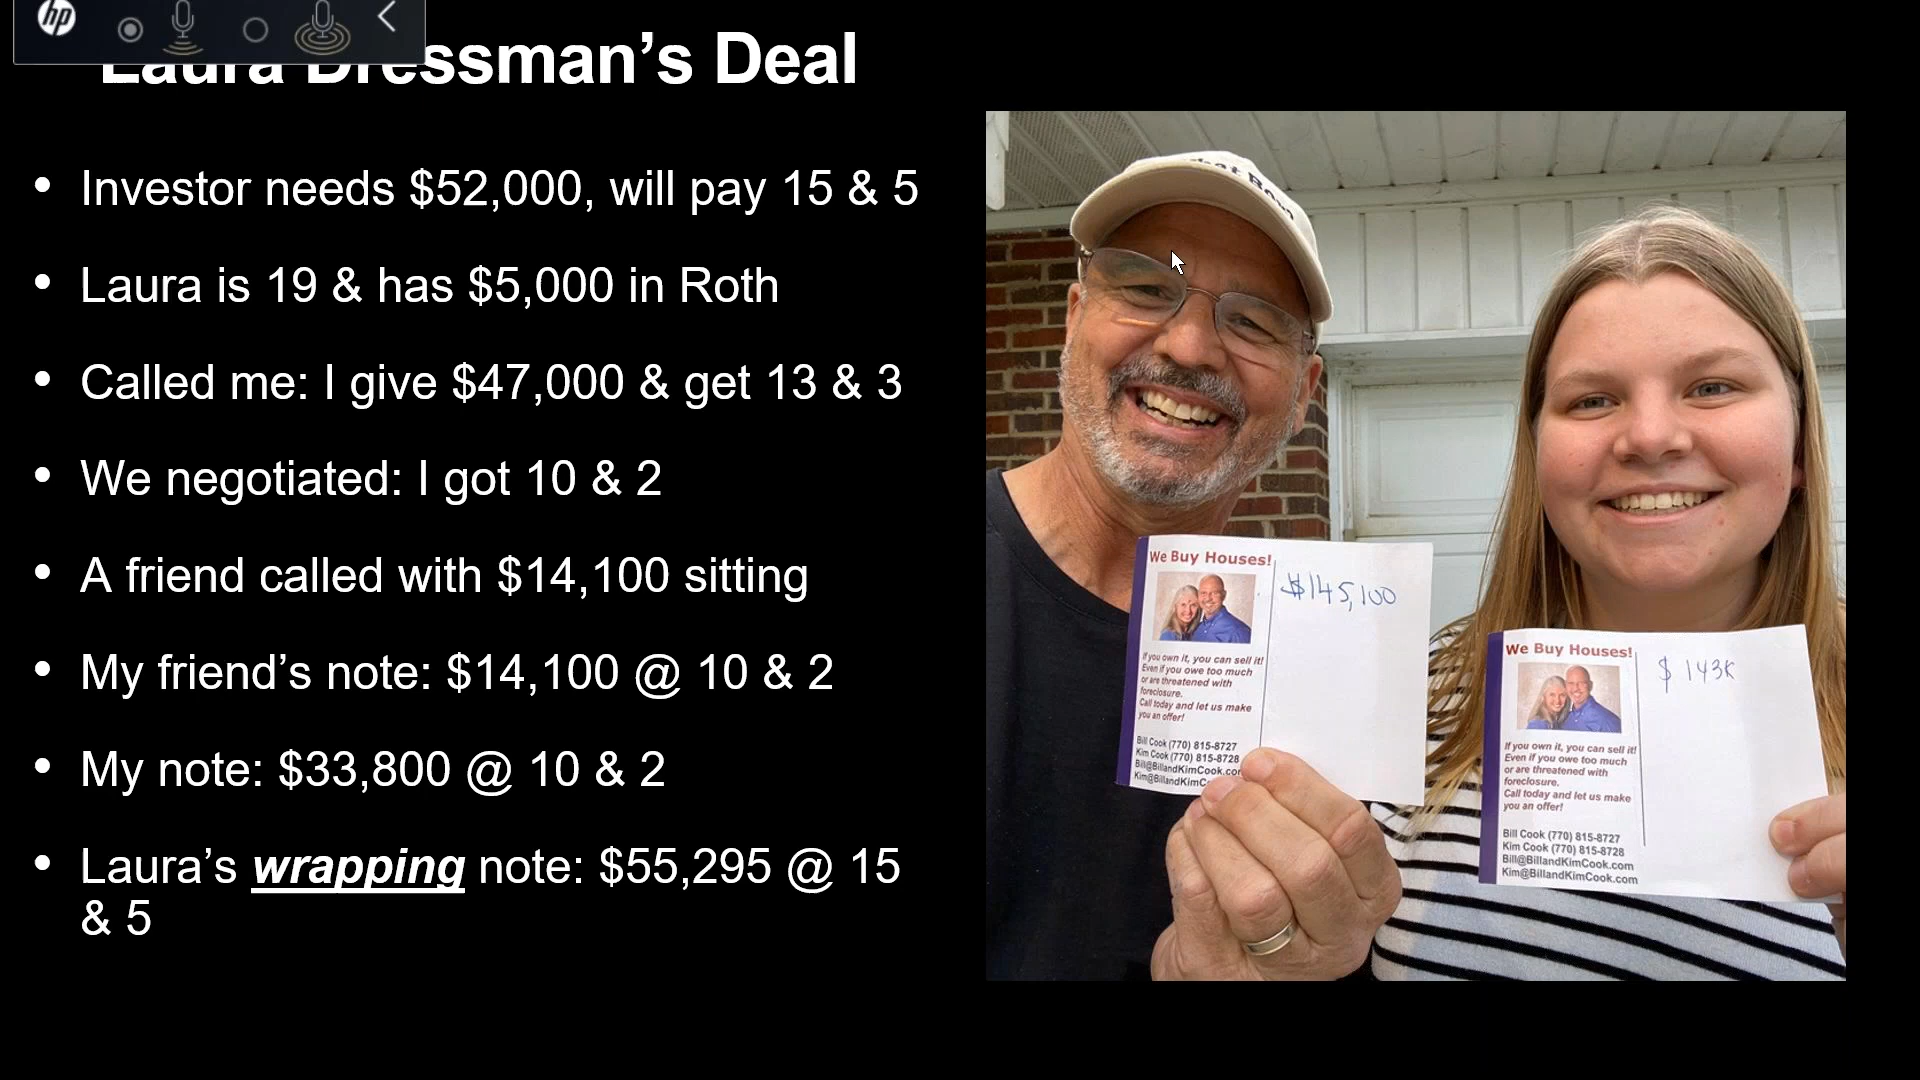 hp
Laura Dressman’s Deal
• Investor needs $52,000, will pay 15 & 5
• Laura is 19 & has $5,000 in Roth
• Called me: I give $47,000 & get 13 & 3
• We negotiated: I got 10 & 2
• A friend called with $14,100 sitting
• My friend’s note: $14,100 @ 10 & 2
• My note: $33,800 @ 10 & 2
• Laura’s wrapping note: $55,295 @ 15
& 5
We Buy Houses!
$145,100
If you own it, you can sell it!
Even if you owe too much
or are threatened with
foreclosure.
Call today and let us make
you an offer!
Bill Cook (770) 815-8727
Kim Cook (770) 815-8728
Bill@BillandKimCook.co
Kim@BillandKimC
We Buy Houses!
$ 143K
If you own it, you can sell it!
Even if you owe too much
or are threatened with
foreclosure.
Call today and let us make
you an offer!
Bill Cook (770) 815-8727
Kim Cook (770) 815-8728
Bill@BillandKimCook.com
Kim@BillandKimCook.com